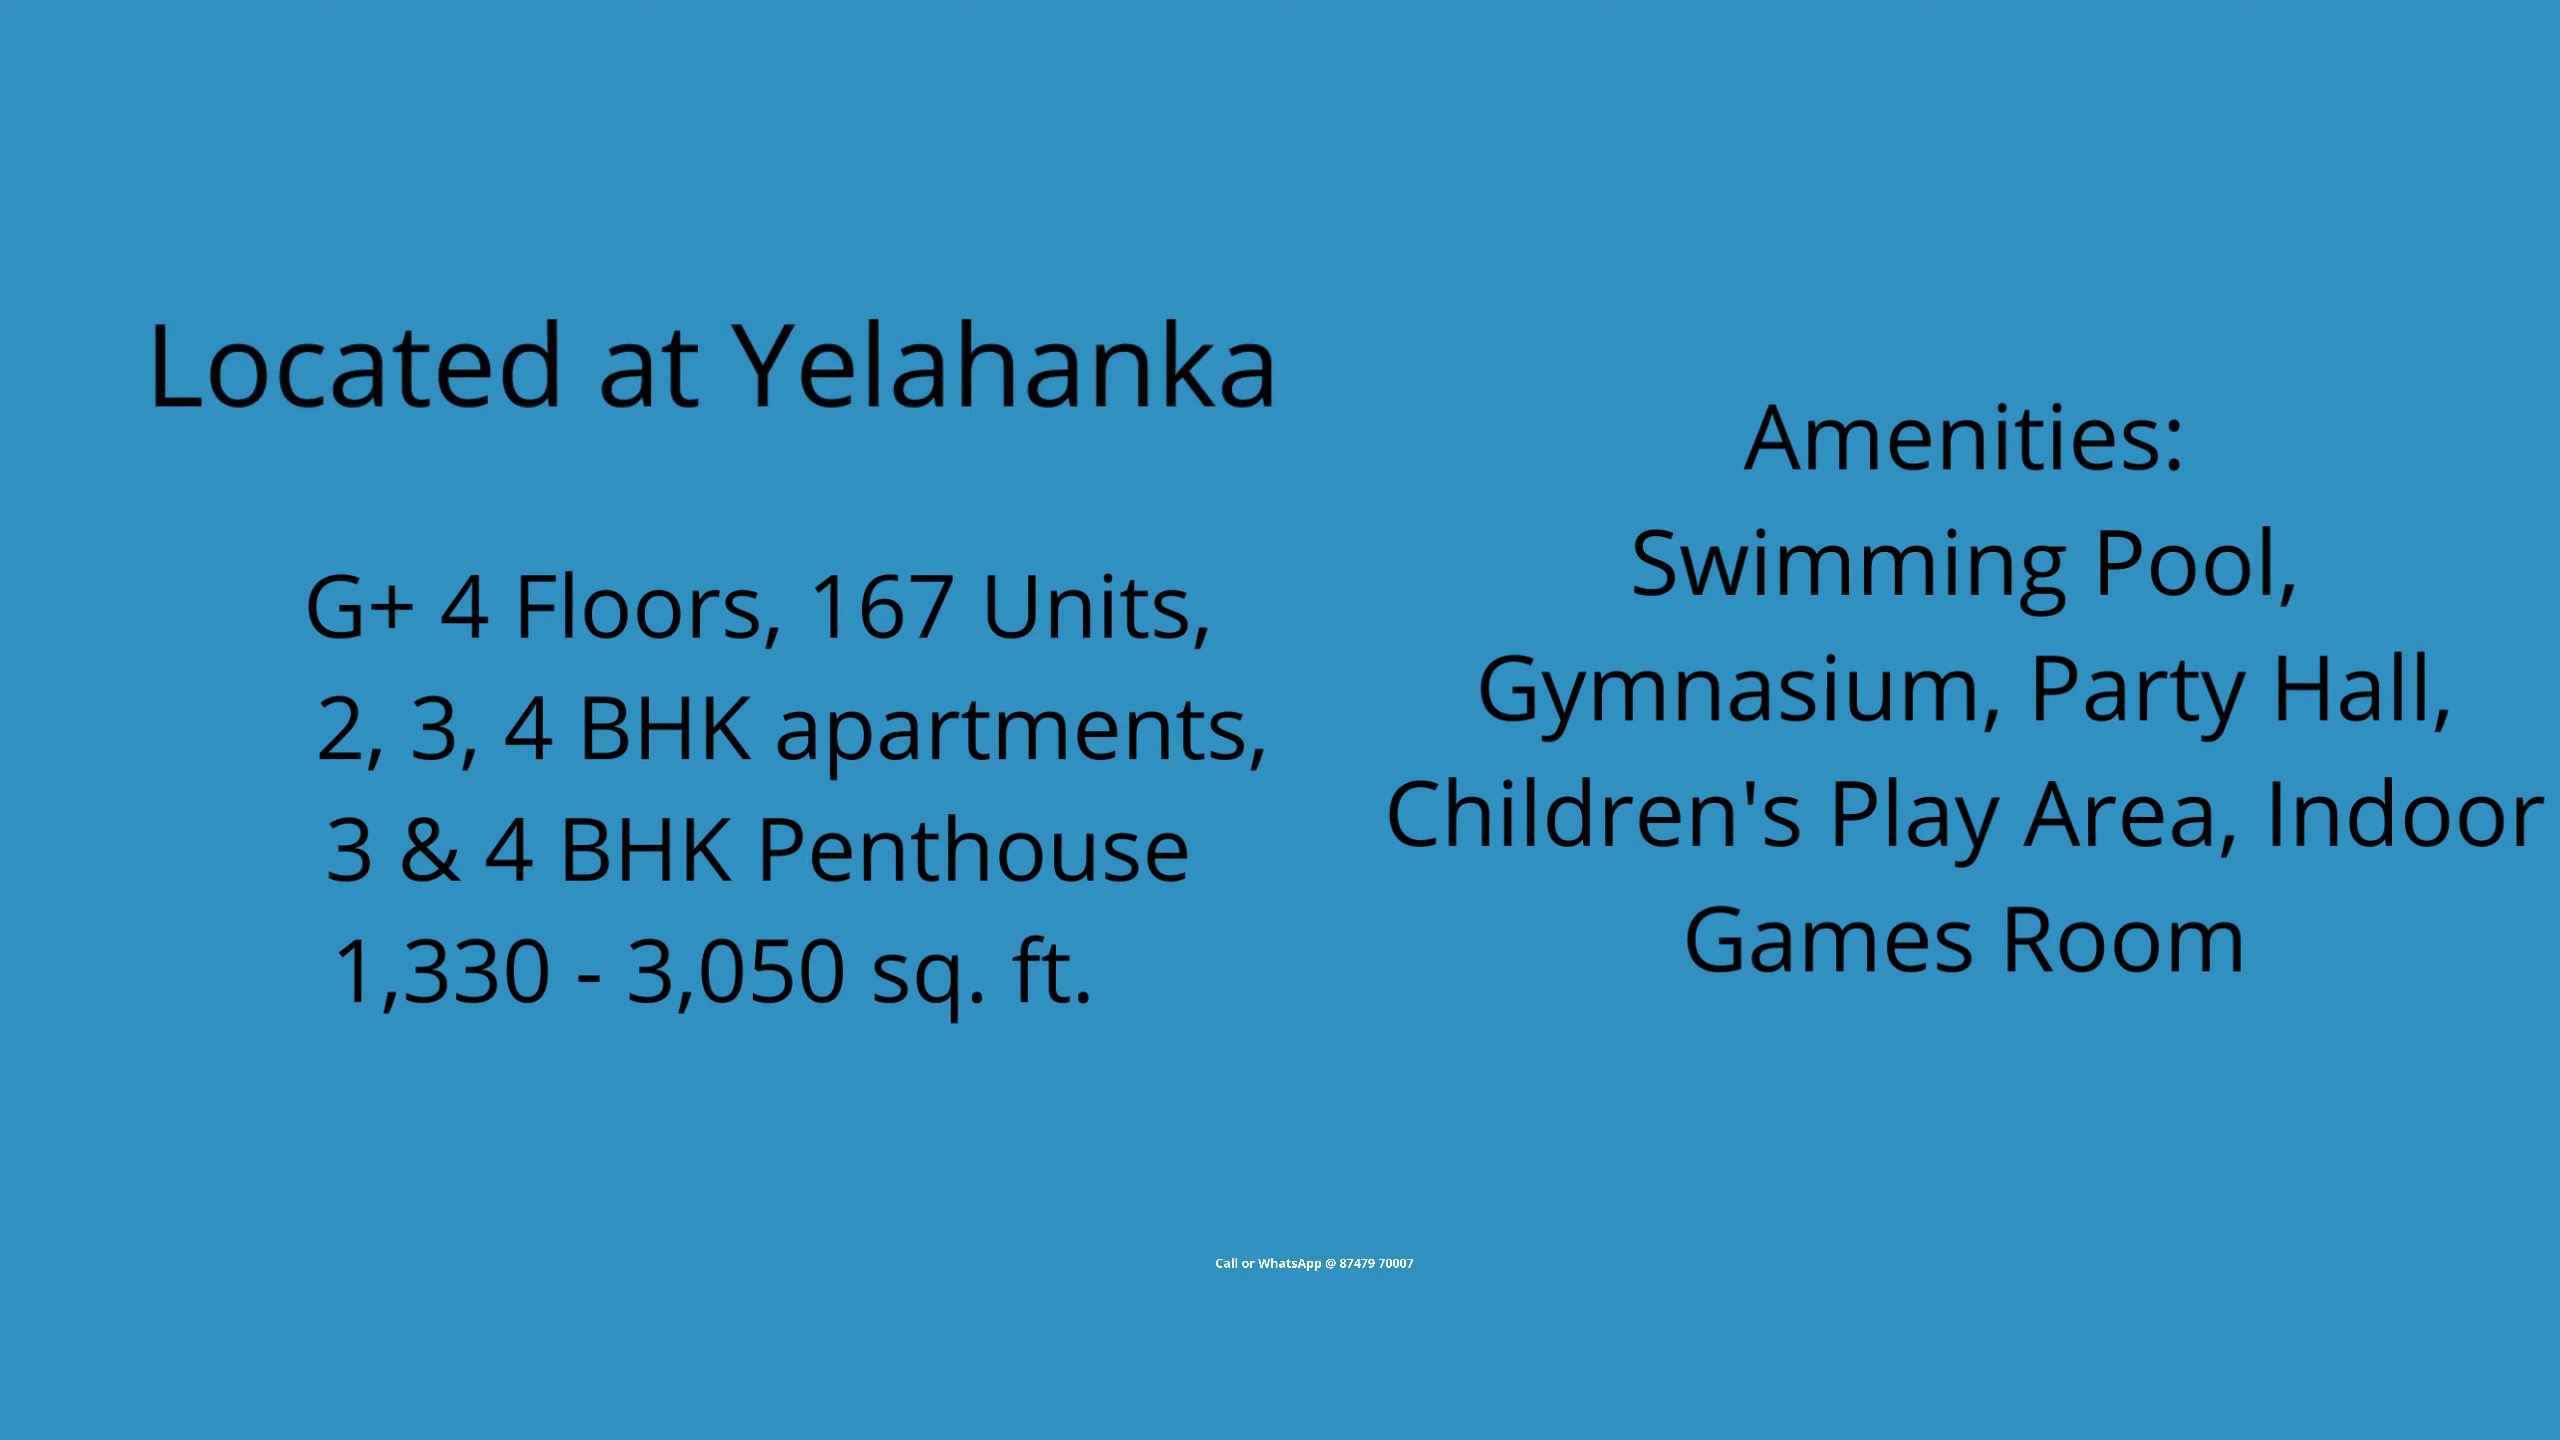 Located at Yelahanka
G+ 4 Floors, 167 Units,
2, 3, 4 BHK apartments,
3 & 4 BHK Penthouse
1,330 - 3,050 sq. ft.
Amenities:
Swimming Pool,
Gymnasium, Party Hall,
Children's Play Area, Indoor
Games Room
Call or WhatsApp @ 87479 70007